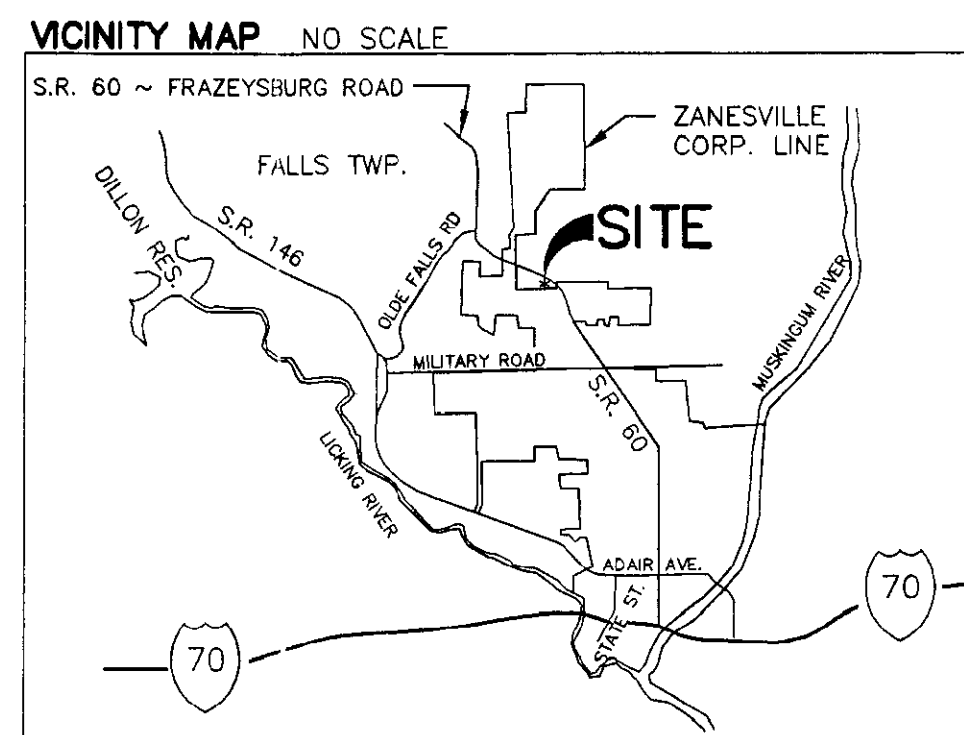 VICINITY MAP NO SCALE
S.R. 60 ~ FRAZEYSBURG ROAD
ZANESVILLE
CORP. LINE
FALLS TWP.
DILLON RES.
S.R. 146
OLDE FALLS RD
SITE
MUSKINGUM RIVER
MILITARY ROAD
S.R. 60
LICKING RIVER
ADAIR AVE.
STATE ST.
70
70